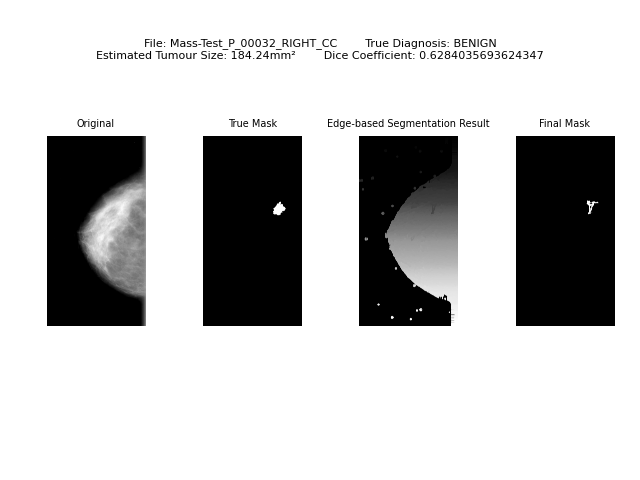 File: Mass-Test_P_00032_RIGHT_CC True Diagnosis: BENIGN
Estimated Tumour Size: 184.24mm² Dice Coefficient: 0.6284035693624347
Original
True Mask
Edge-based Segmentation Result
Final Mask